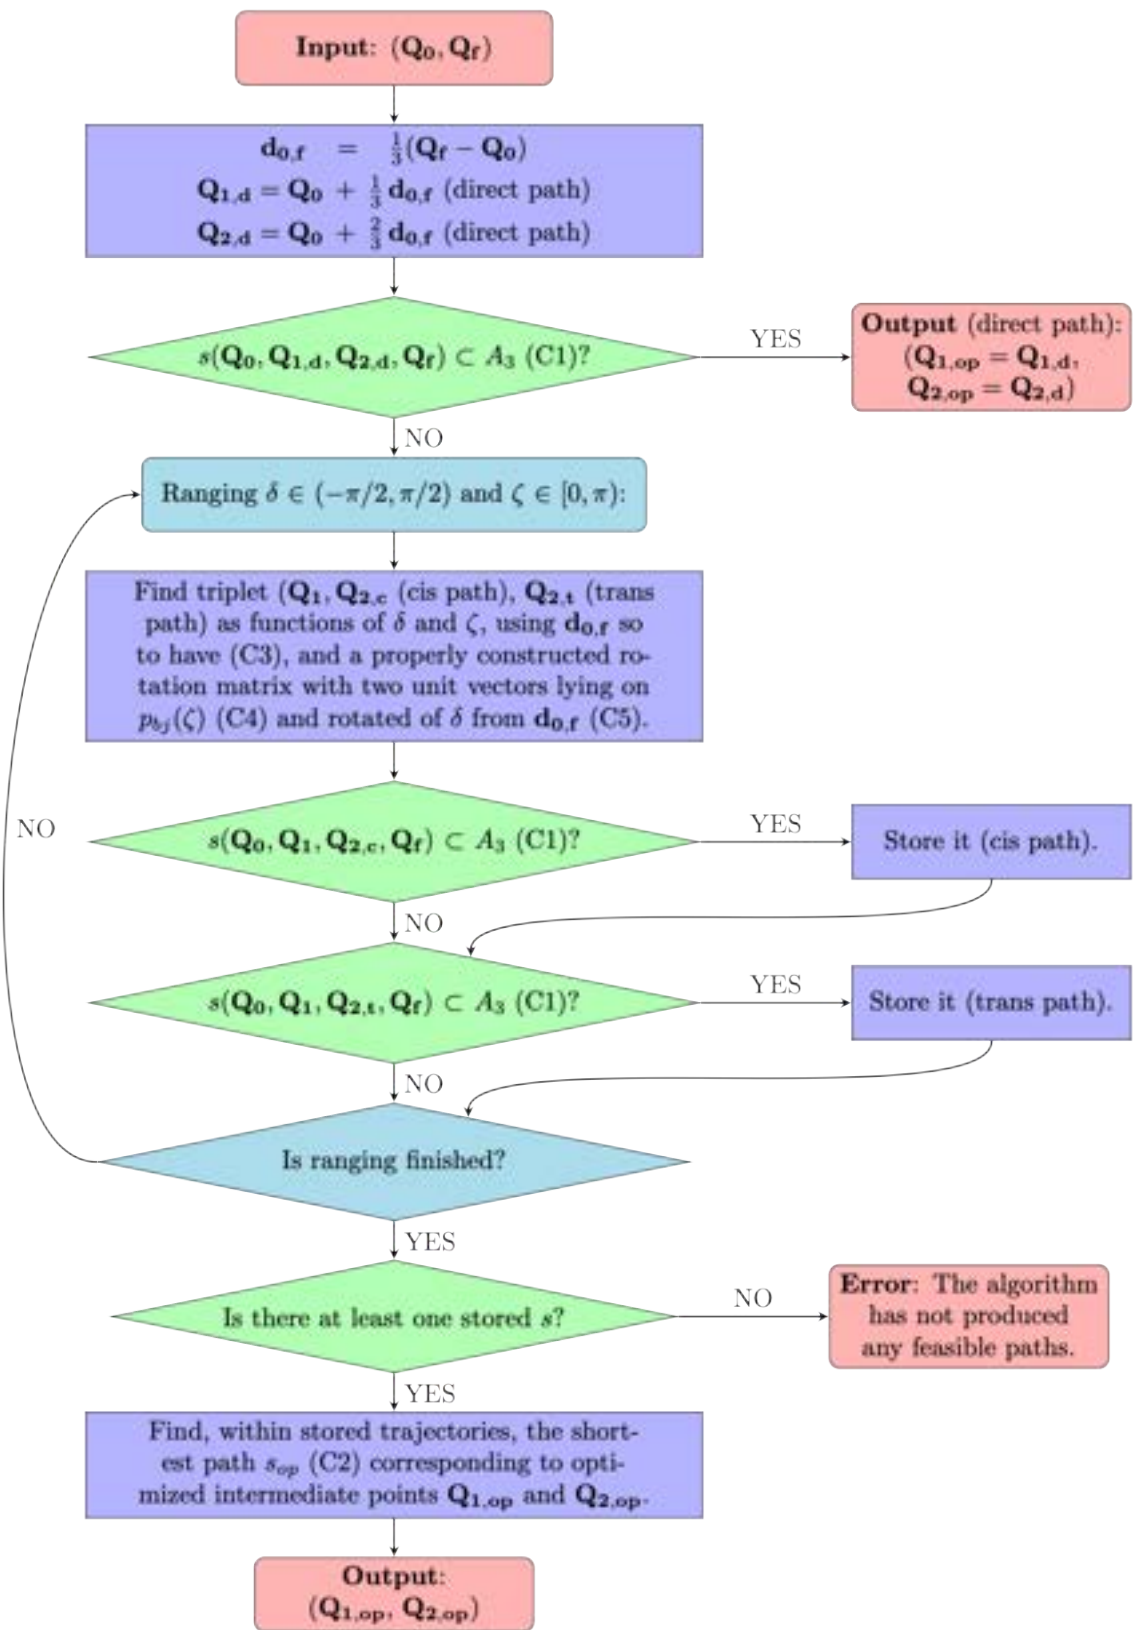 Input: (Q₀, Q_f)
d₀,f = 1/3(Q_f − Q₀)
Q₁,d = Q₀ + 1/3 d₀,f (direct path)
Q₂,d = Q₀ + 2/3 d₀,f (direct path)
s(Q₀, Q₁,d, Q₂,d, Q_f) ⊂ A₃ (C1)?
YES
Output (direct path):
(Q₁,op = Q₁,d,
Q₂,op = Q₂,d)
NO
Ranging δ ∈ (−π/2, π/2) and ζ ∈ [0, π):
Find triplet (Q₁, Q₂,c (cis path), Q₂,t (trans
path) as functions of δ and ζ, using d₀,f so
to have (C3), and a properly constructed ro-
tation matrix with two unit vectors lying on
p_bj(ζ) (C4) and rotated of δ from d₀,f (C5).
NO
s(Q₀, Q₁, Q₂,c, Q_f) ⊂ A₃ (C1)?
YES
Store it (cis path).
NO
s(Q₀, Q₁, Q₂,t, Q_f) ⊂ A₃ (C1)?
YES
Store it (trans path).
NO
Is ranging finished?
YES
Is there at least one stored s?
NO
Error: The algorithm
has not produced
any feasible paths.
YES
Find, within stored trajectories, the short-
est path s_op (C2) corresponding to opti-
mized intermediate points Q₁,op and Q₂,op.
Output:
(Q₁,op, Q₂,op)